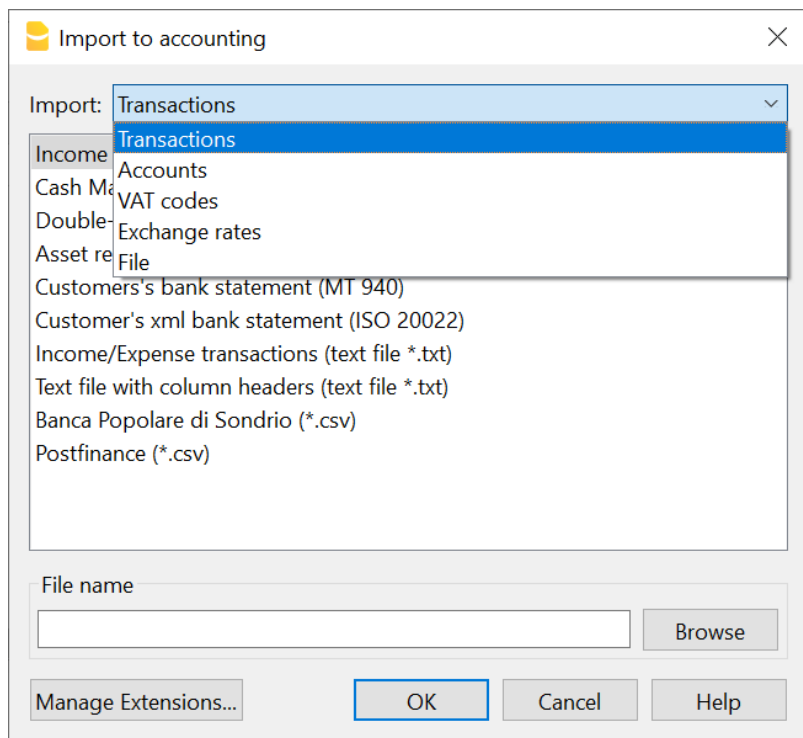 Import to accounting
Import: Transactions
Transactions
Accounts
VAT codes
Exchange rates
File
Income
Cash
Double-
Asset
Customers's bank statement (MT 940)
Customer's xml bank statement (ISO 20022)
Income/Expense transactions (text file *.txt)
Text file with column headers (text file *.txt)
Banca Popolare di Sondrio (*.csv)
Postfinance (*.csv)
File name
Browse
Manage Extensions...
OK
Cancel
Help